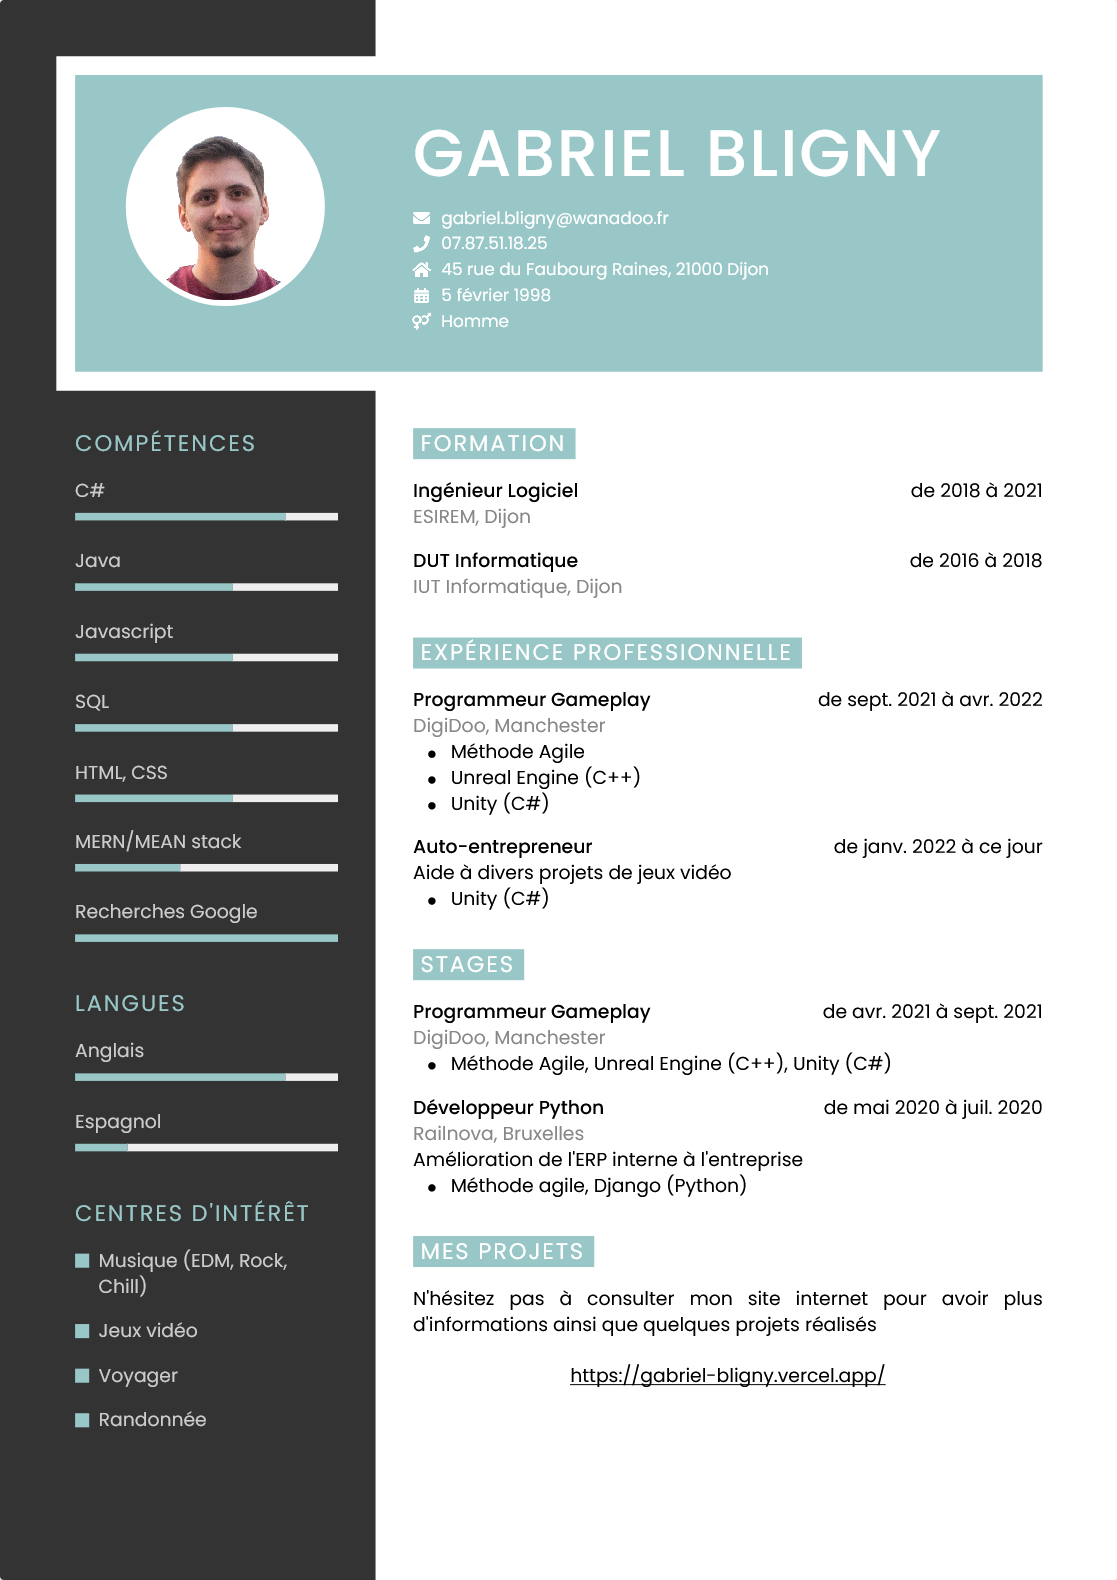 GABRIEL BLIGNY
gabriel.bligny@wanadoo.fr
07.87.51.18.25
45 rue du Faubourg Raines, 21000 Dijon
5 février 1998
Homme
COMPÉTENCES
C#
Java
Javascript
SQL
HTML, CSS
MERN/MEAN stack
Recherches Google
LANGUES
Anglais
Espagnol
CENTRES D'INTÉRÊT
Musique (EDM, Rock,
Chill)
Jeux vidéo
Voyager
Randonnée
FORMATION
Ingénieur Logiciel de 2018 à 2021
ESIREM, Dijon
DUT Informatique de 2016 à 2018
IUT Informatique, Dijon
EXPÉRIENCE PROFESSIONNELLE
Programmeur Gameplay de sept. 2021 à avr. 2022
DigiDoo, Manchester
• Méthode Agile
• Unreal Engine (C++)
• Unity (C#)
Auto-entrepreneur de janv. 2022 à ce jour
Aide à divers projets de jeux vidéo
• Unity (C#)
STAGES
Programmeur Gameplay de avr. 2021 à sept. 2021
DigiDoo, Manchester
• Méthode Agile, Unreal Engine (C++), Unity (C#)
Développeur Python de mai 2020 à juil. 2020
Railnova, Bruxelles
Amélioration de l'ERP interne à l'entreprise
• Méthode agile, Django (Python)
MES PROJETS
N'hésitez pas à consulter mon site internet pour avoir plus
d'informations ainsi que quelques projets réalisés
https://gabriel-bligny.vercel.app/